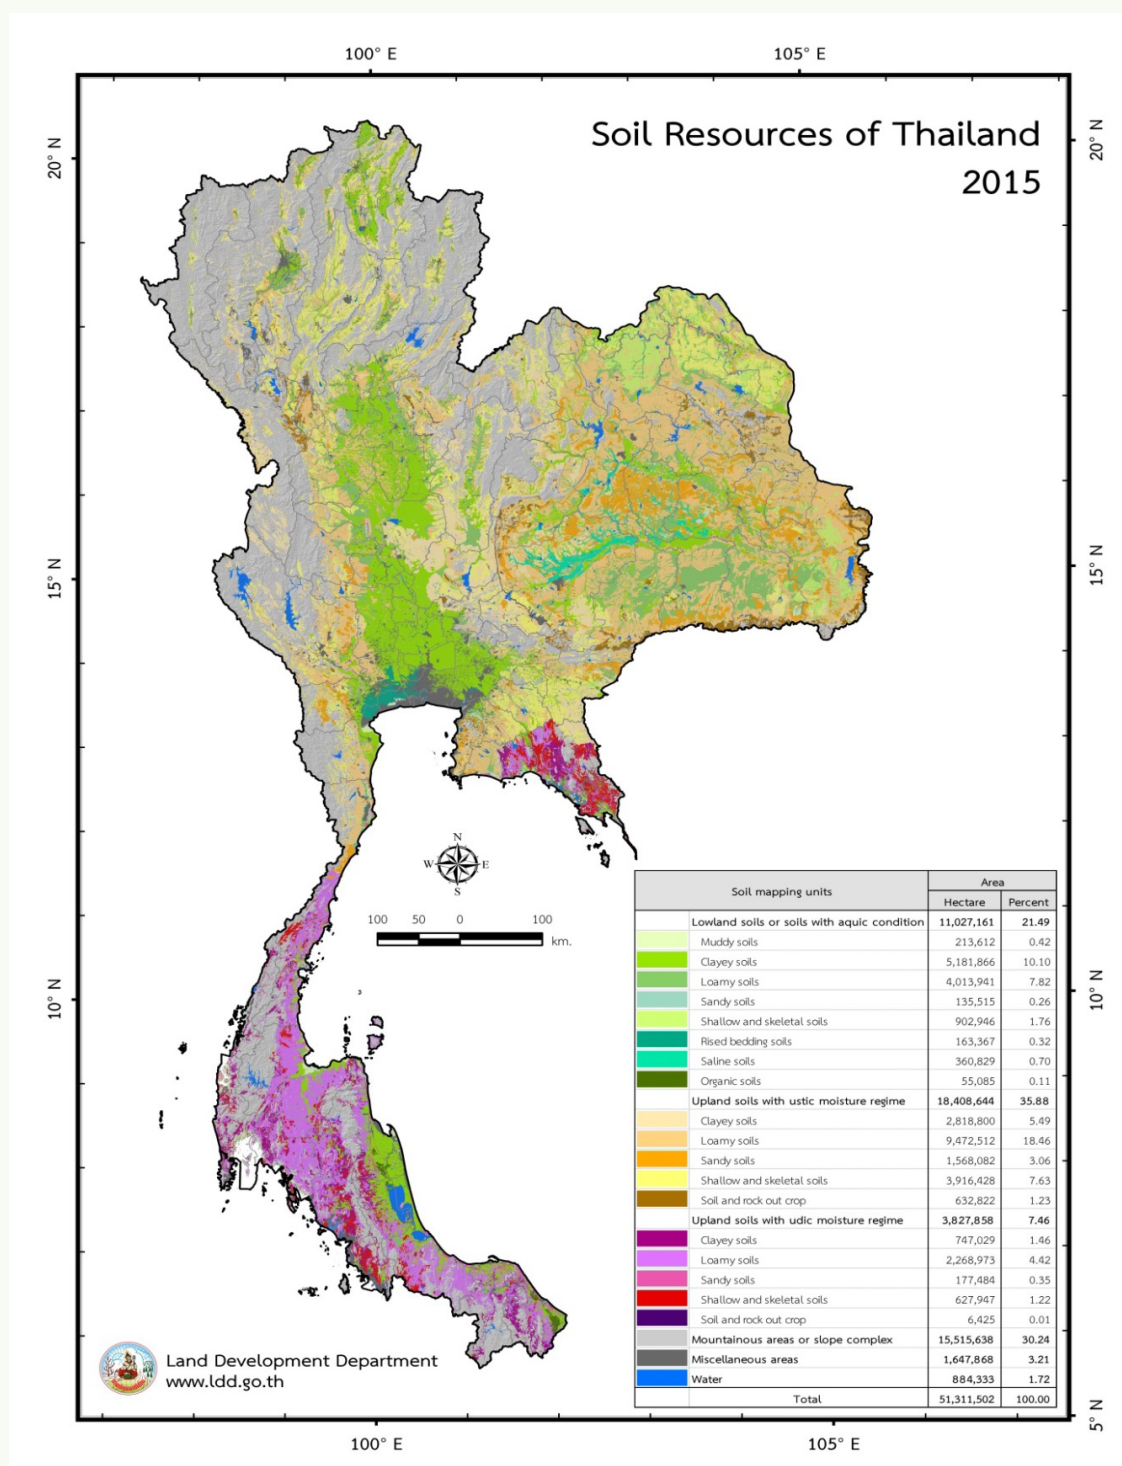 100° E 105° E
Soil Resources of Thailand
2015
20° N 20° N
15° N 15° N
10° N 10° N
5° N
N
W E
S
100 50 0 100
km.
Soil mapping units Area
Hectare Percent
Lowland soils or soils with aquic condition 11,027,161 21.49
Muddy soils 213,612 0.42
Clayey soils 5,181,866 10.10
Loamy soils 4,013,941 7.82
Sandy soils 135,515 0.26
Shallow and skeletal soils 902,946 1.76
Rised bedding soils 163,367 0.32
Saline soils 360,829 0.70
Organic soils 55,085 0.11
Upland soils with ustic moisture regime 18,408,644 35.88
Clayey soils 2,818,800 5.49
Loamy soils 9,472,512 18.46
Sandy soils 1,568,082 3.06
Shallow and skeletal soils 3,916,428 7.63
Soil and rock out crop 632,822 1.23
Upland soils with udic moisture regime 3,827,858 7.46
Clayey soils 747,029 1.46
Loamy soils 2,268,973 4.42
Sandy soils 177,484 0.35
Shallow and skeletal soils 627,947 1.22
Soil and rock out crop 6,425 0.01
Mountainous areas or slope complex 15,515,638 30.24
Miscellaneous areas 1,647,868 3.21
Water 884,333 1.72
Total 51,311,502 100.00
Land Development Department
www.ldd.go.th
100° E 105° E